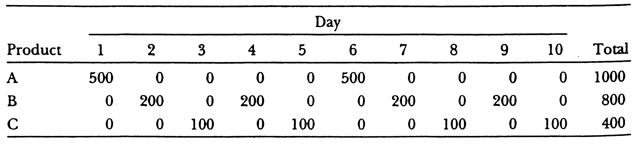 Day
Product 1 2 3 4 5 6 7 8 9 10 Total
A 500 0 0 0 0 500 0 0 0 0 1000
B 0 200 0 200 0 0 200 0 200 0 800
C 0 0 100 0 100 0 0 100 0 100 400